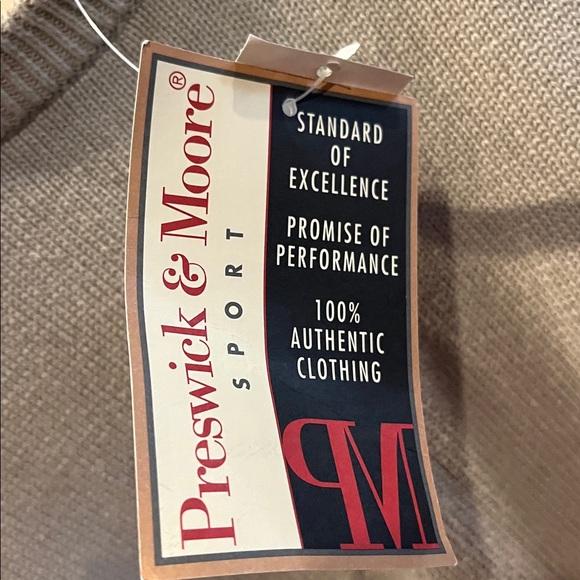 Preswick & Moore®
SPORT
STANDARD
OF
EXCELLENCE
PROMISE OF
PERFORMANCE
100%
AUTHENTIC
CLOTHING
PM